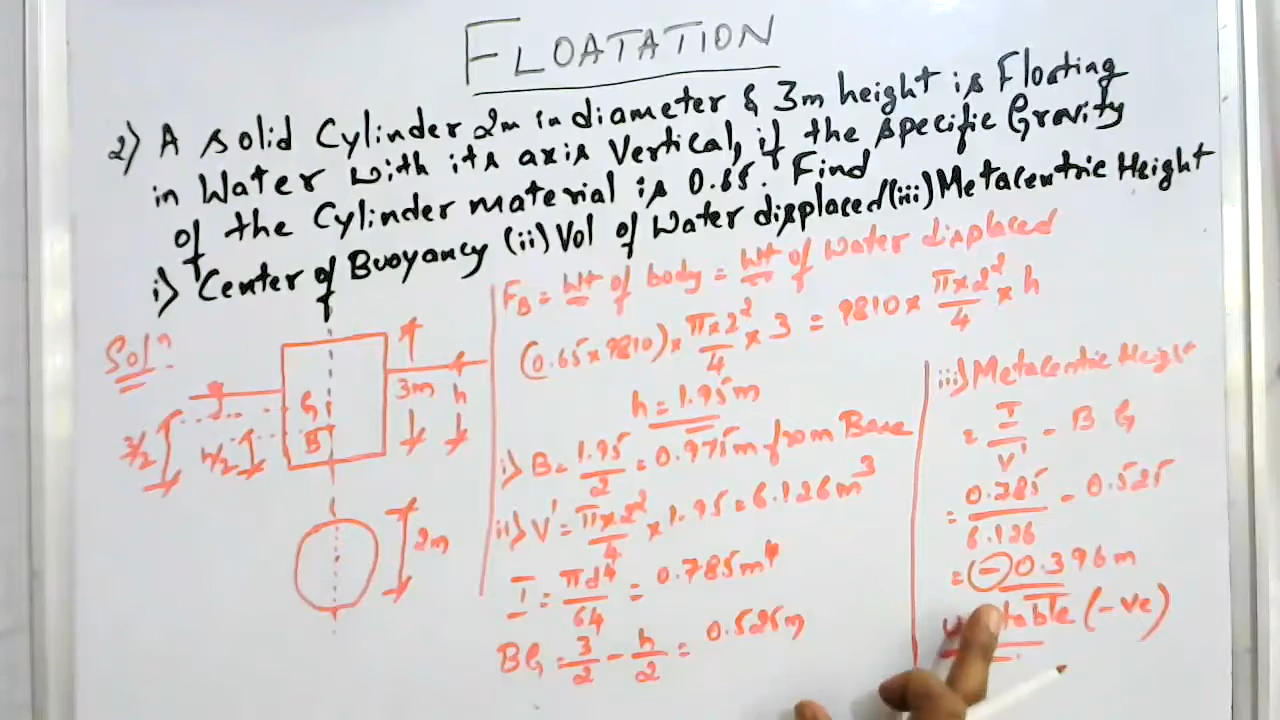 FLOATATION
2) A solid Cylinder 2m in diameter & 3m height is Floating
in Water with its axis Vertical, if the specific Gravity
of the Cylinder material is 0.65. Find
i) Center of Buoyancy (ii) Vol of Water displaced (iii) Metacentric Height
Soln:
3m
h
G
B
3/2
h/2
2m
FB = Wt of body = Wt of Water displaced
(0.65×9810)× π×2²/4 × 3 = 9810 × π×2²/4 × h
h = 1.95m
i) B = 1.95/2 = 0.975m from Base
ii) V' = π×2²/4 × 1.95 = 6.126m³
I = πd⁴/64 = 0.785m⁴
BG = 3/2 - h/2 = 0.525m
iii) Metacentric Height
= I/V' - BG
= 0.785/6.126 - 0.525
= (-) 0.396m
(-ve)